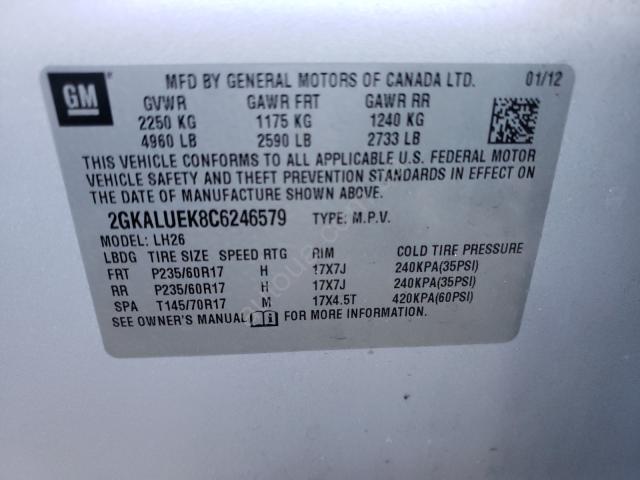 GM
MFD BY GENERAL MOTORS OF CANADA LTD. 01/12
GVWR GAWR FRT GAWR RR
2250 KG 1175 KG 1240 KG
4960 LB 2590 LB 2733 LB
THIS VEHICLE CONFORMS TO ALL APPLICABLE U.S. FEDERAL MOTOR
VEHICLE SAFETY AND THEFT PREVENTION STANDARDS IN EFFECT ON
THE DATE OF MANUFACTURE SHOWN ABOVE.
2GKALUEK8C6246579 TYPE: M.P.V.
MODEL: LH26
LBDG TIRE SIZE SPEED RTG RIM COLD TIRE PRESSURE
FRT P235/60R17 H 17X7J 240KPA(35PSI)
RR P235/60R17 H 17X7J 240KPA(35PSI)
SPA T145/70R17 M 17X4.5T 420KPA(60PSI)
SEE OWNER'S MANUAL FOR MORE INFORMATION.